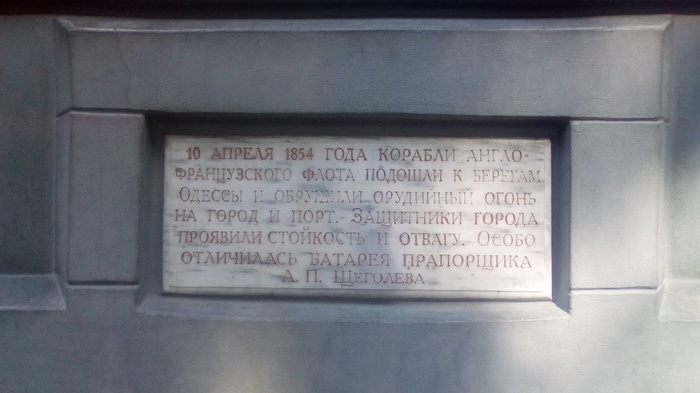 10 АПРЕЛЯ 1854 ГОДА КОРАБЛИ АНГЛО-
ФРАНЦУЗСКОГО ФЛОТА ПОДОШЛИ К БЕРЕГАМ
ОДЕССЫ И ОБРУШИЛИ ОРУДИЙНЫЙ ОГОНЬ
НА ГОРОД И ПОРТ. ЗАЩИТНИКИ ГОРОДА
ПРОЯВИЛИ СТОЙКОСТЬ И ОТВАГУ. ОСОБО
ОТЛИЧИЛАСЬ БАТАРЕЯ ПРАПОРЩИКА
А. П. ЩЕГОЛЕВА